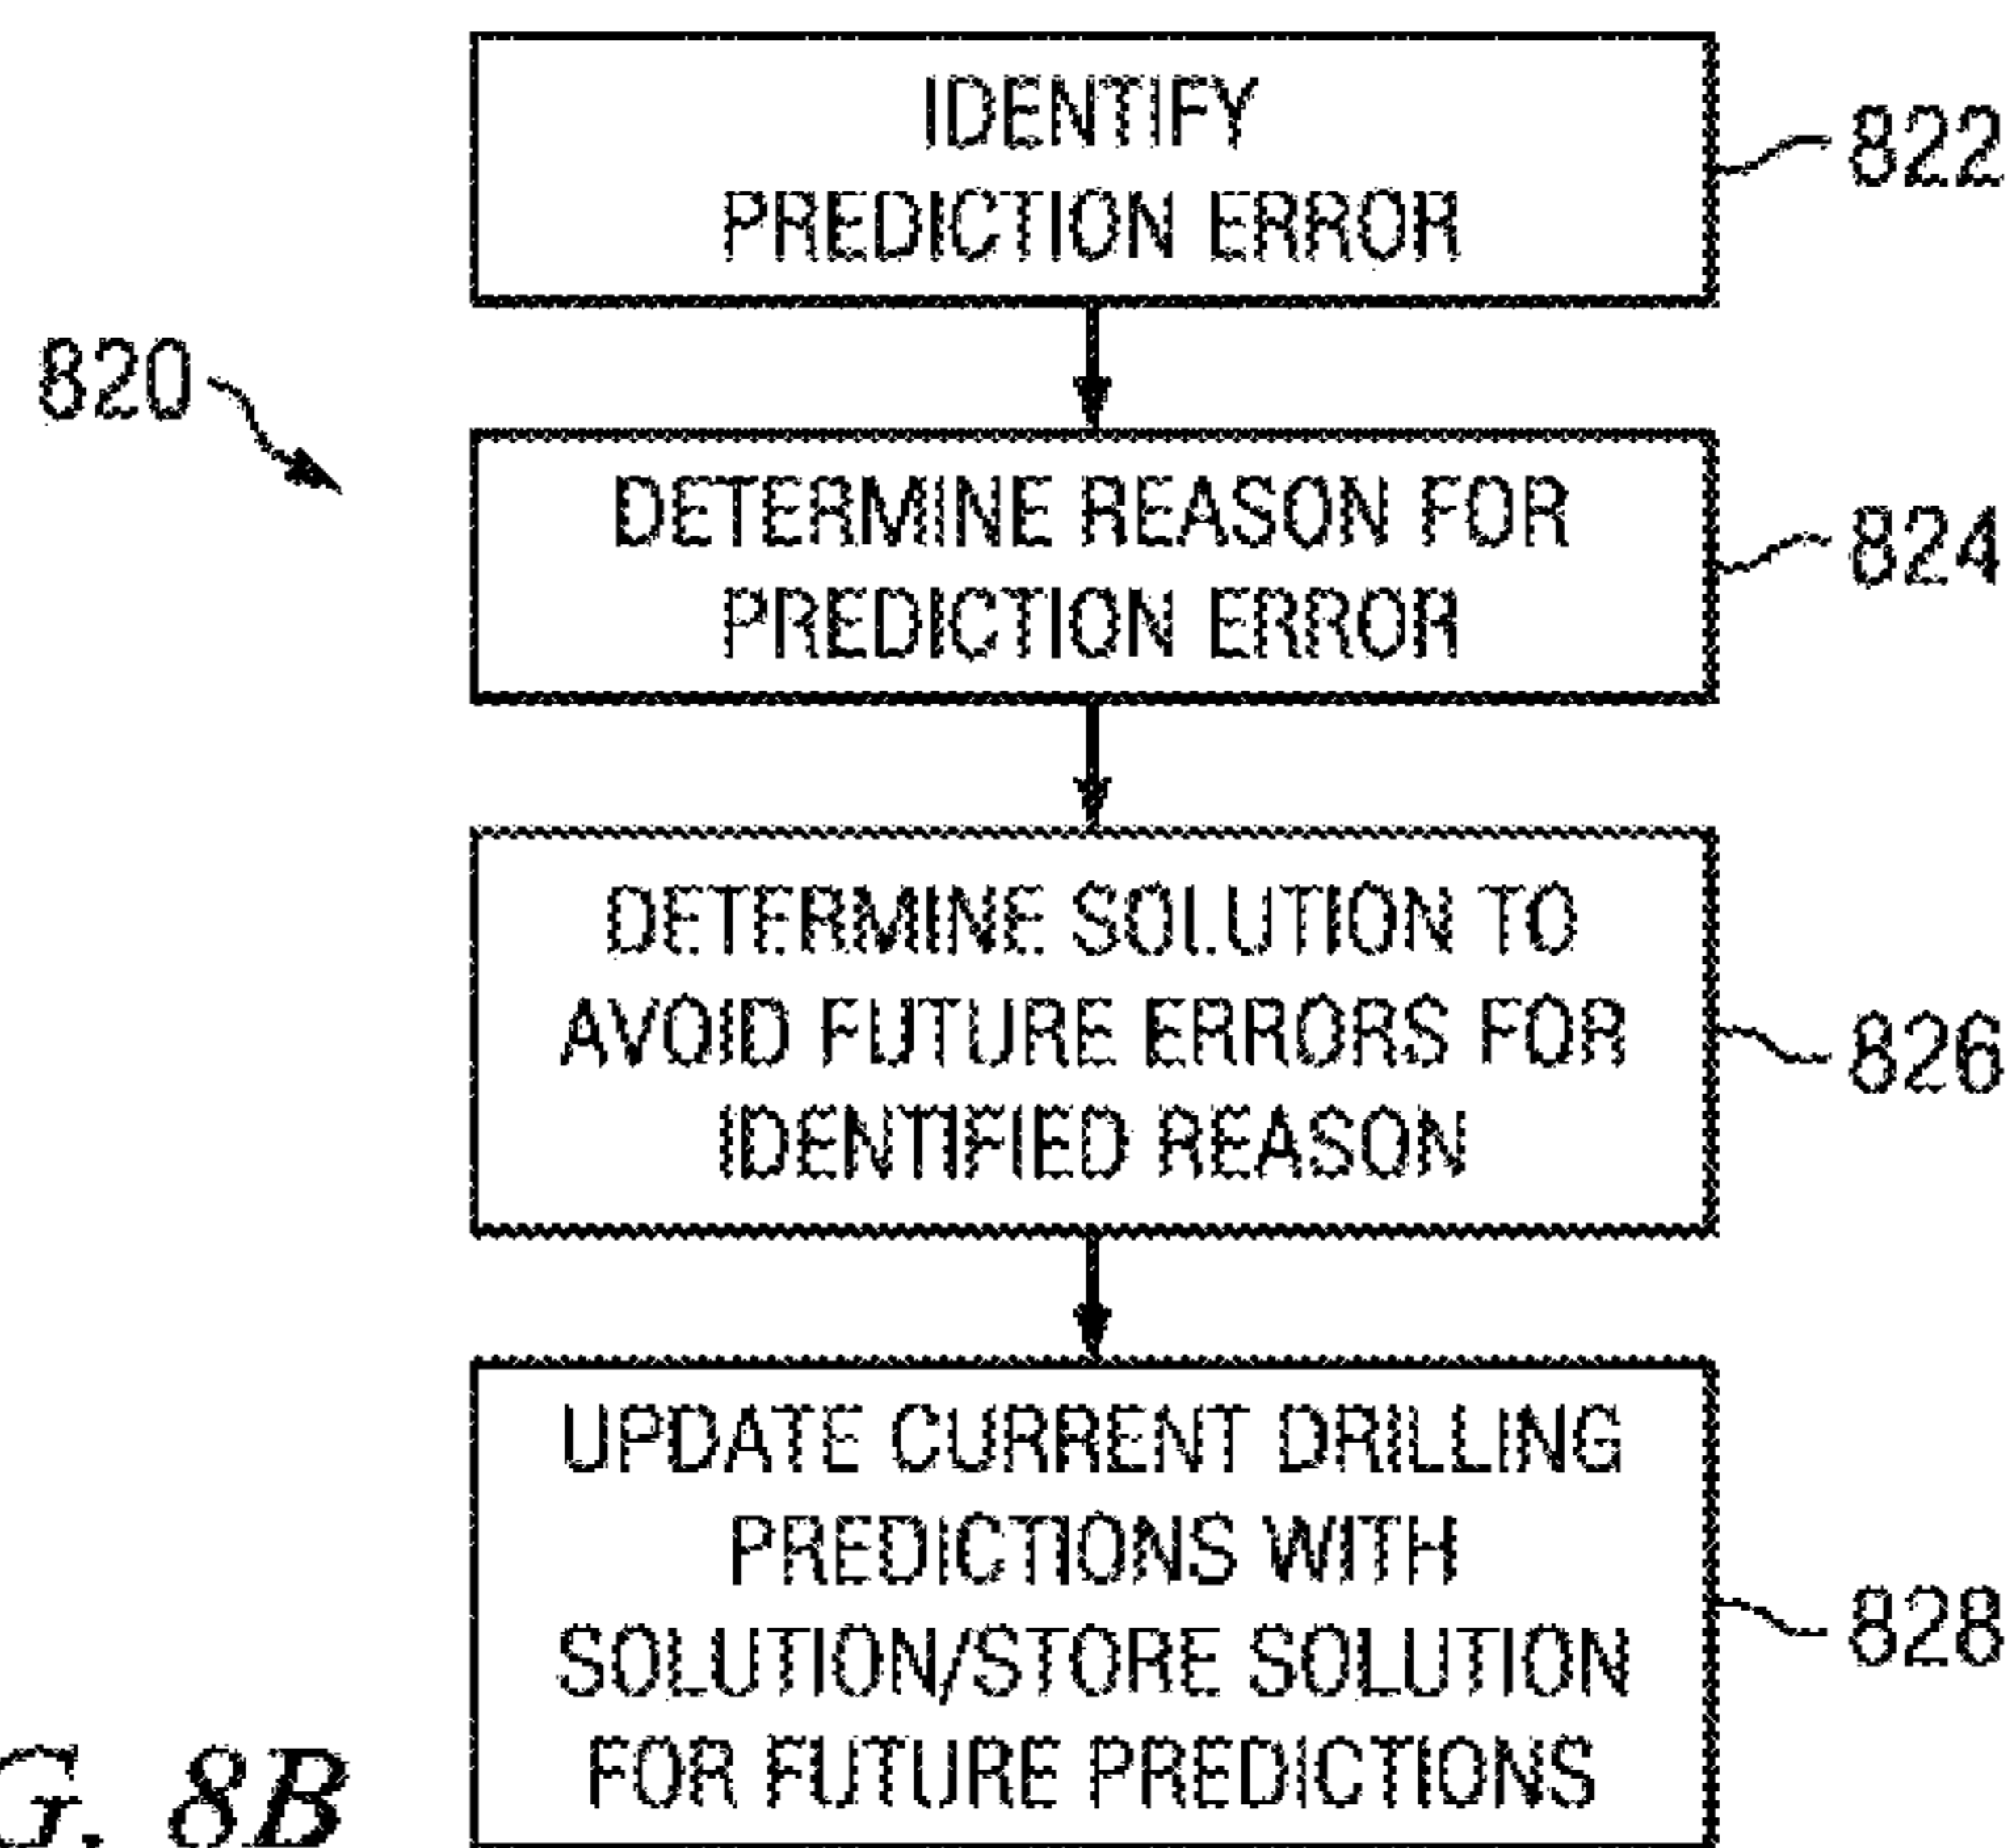 IDENTIFY
PREDICTION ERROR
822
820
DETERMINE REASON FOR
PREDICTION ERROR
824
DETERMINE SOLUTION TO
AVOID FUTURE ERRORS FOR
IDENTIFIED REASON
826
UPDATE CURRENT DRILLING
PREDICTIONS WITH
SOLUTION/STORE SOLUTION
FOR FUTURE PREDICTIONS
828
G. 8B